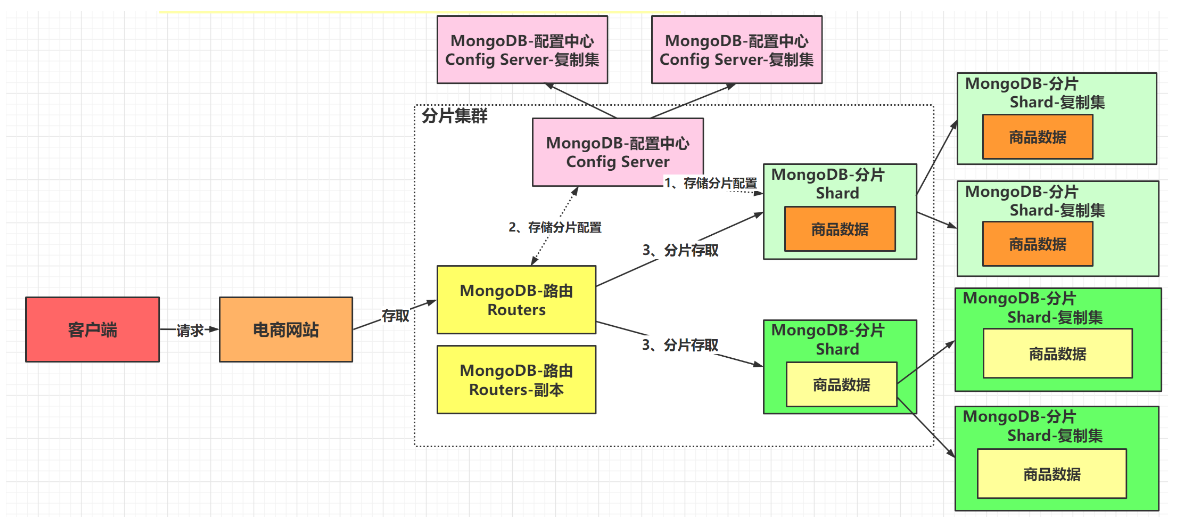 MongoDB-配置中心
Config Server-复制集
MongoDB-配置中心
Config Server-复制集
分片集群
MongoDB-配置中心
Config Server
1、存储分片配置
2、存储分片配置
MongoDB-分片
Shard
商品数据
MongoDB-分片
Shard-复制集
商品数据
MongoDB-分片
Shard-复制集
商品数据
3、分片存取
客户端
请求
电商网站
存取
MongoDB-路由
Routers
3、分片存取
MongoDB-路由
Routers-副本
MongoDB-分片
Shard
商品数据
MongoDB-分片
Shard-复制集
商品数据
MongoDB-分片
Shard-复制集
商品数据